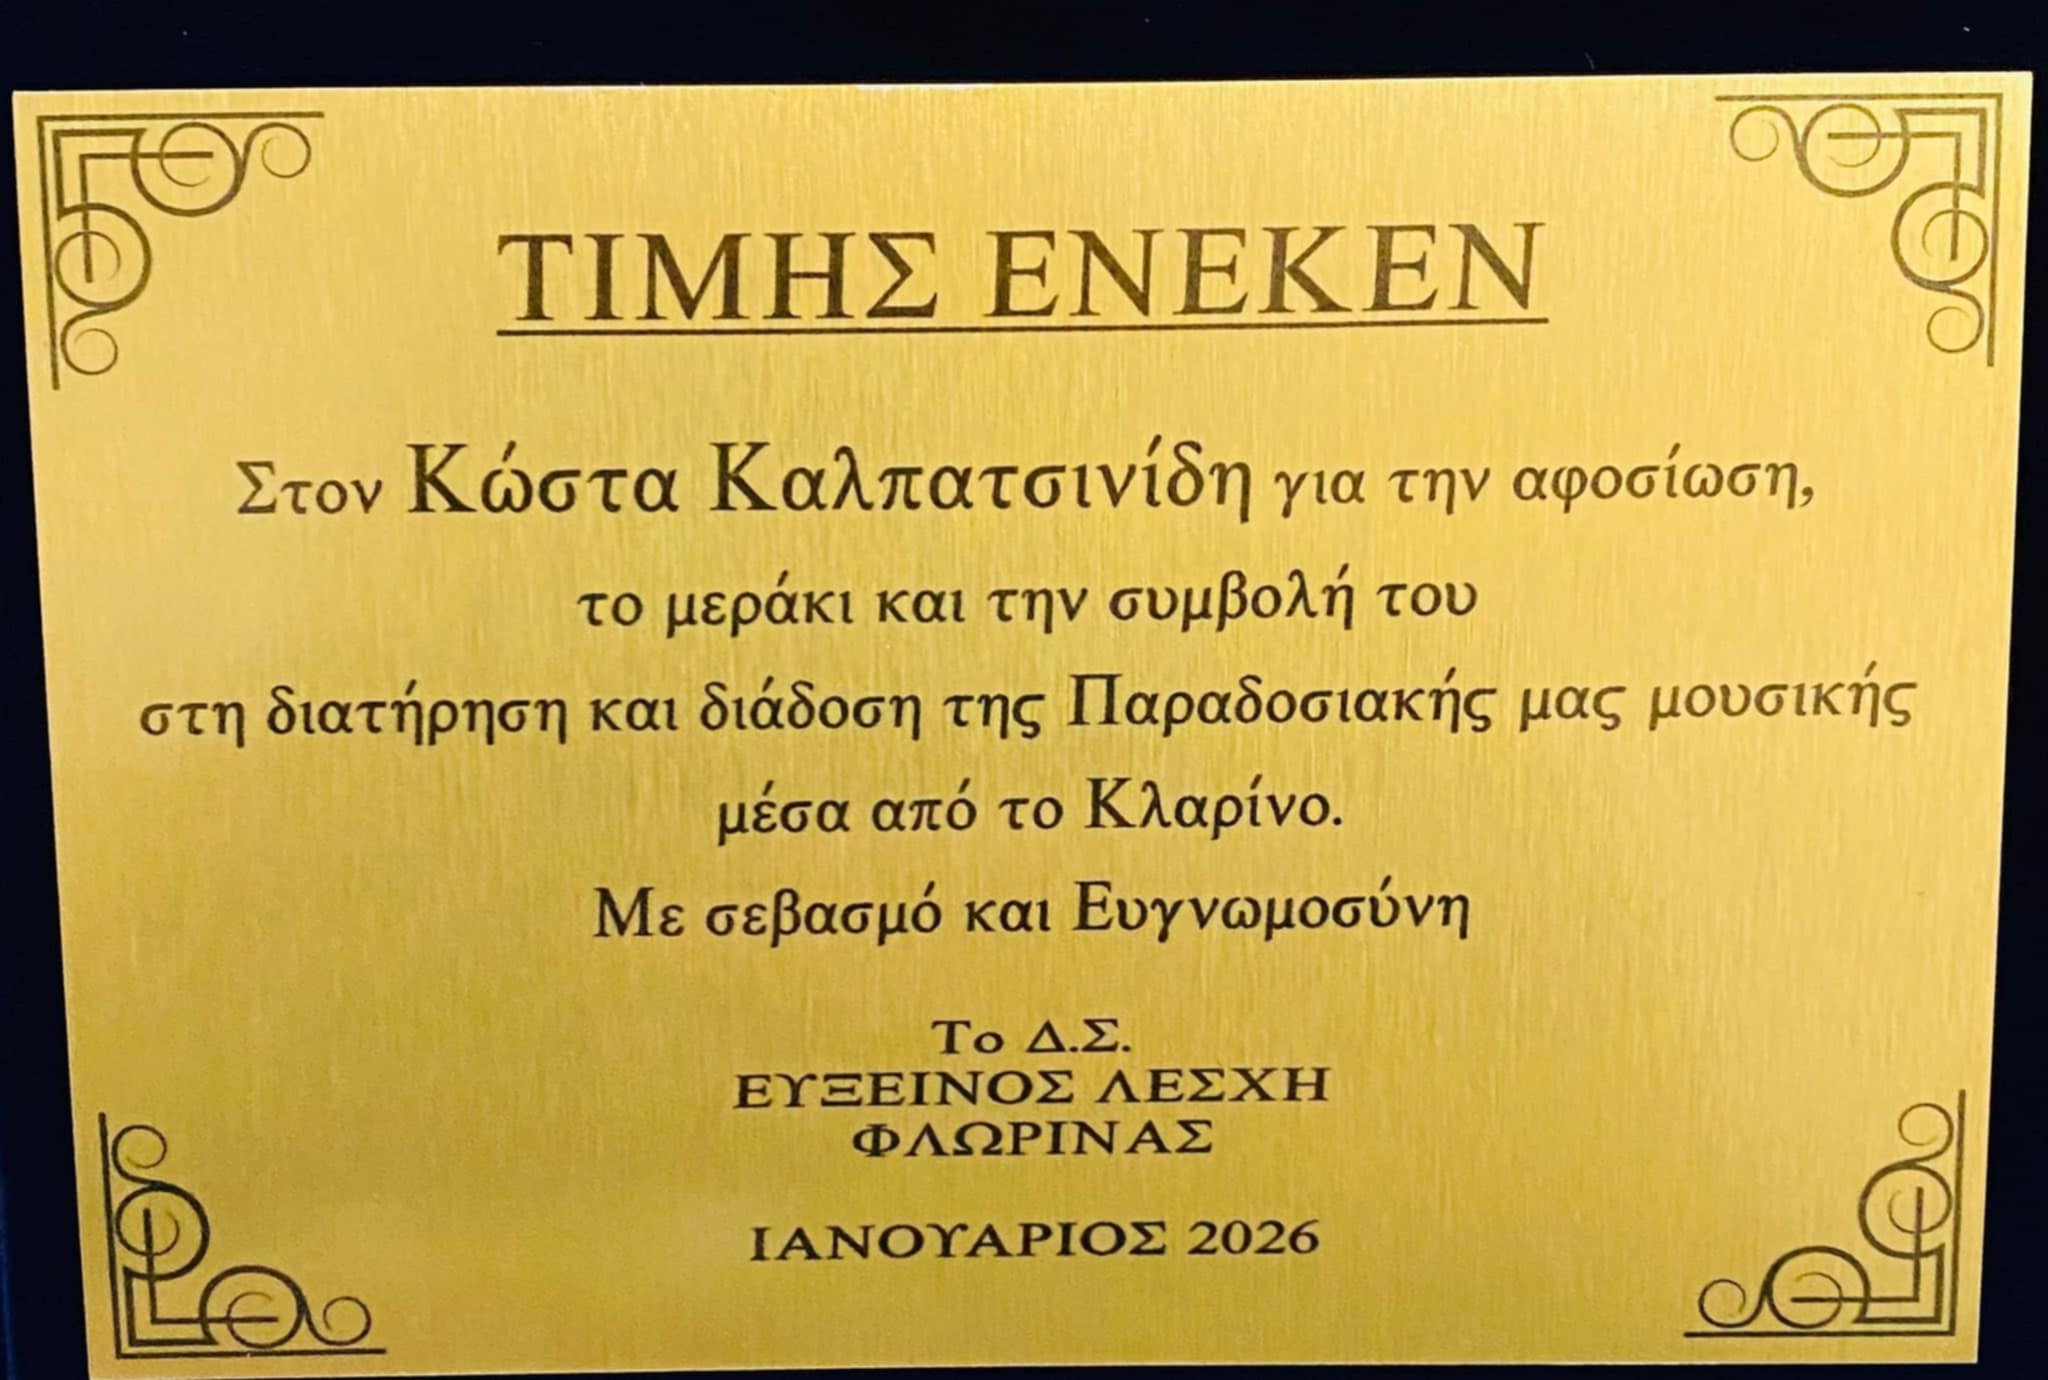 ΤΙΜΗΣ ΕΝΕΚΕΝ
Στον Κώστα Καλπατσινίδη για την αφοσίωση,
το μεράκι και την συμβολή του
στη διατήρηση και διάδοση της Παραδοσιακής μας μουσικής
μέσα από το Κλαρίνο.
Με σεβασμό και Ευγνωμοσύνη
Το Δ.Σ.
ΕΥΞΕΙΝΟΣ ΛΕΣΧΗ
ΦΛΩΡΙΝΑΣ
ΙΑΝΟΥΑΡΙΟΣ 2026